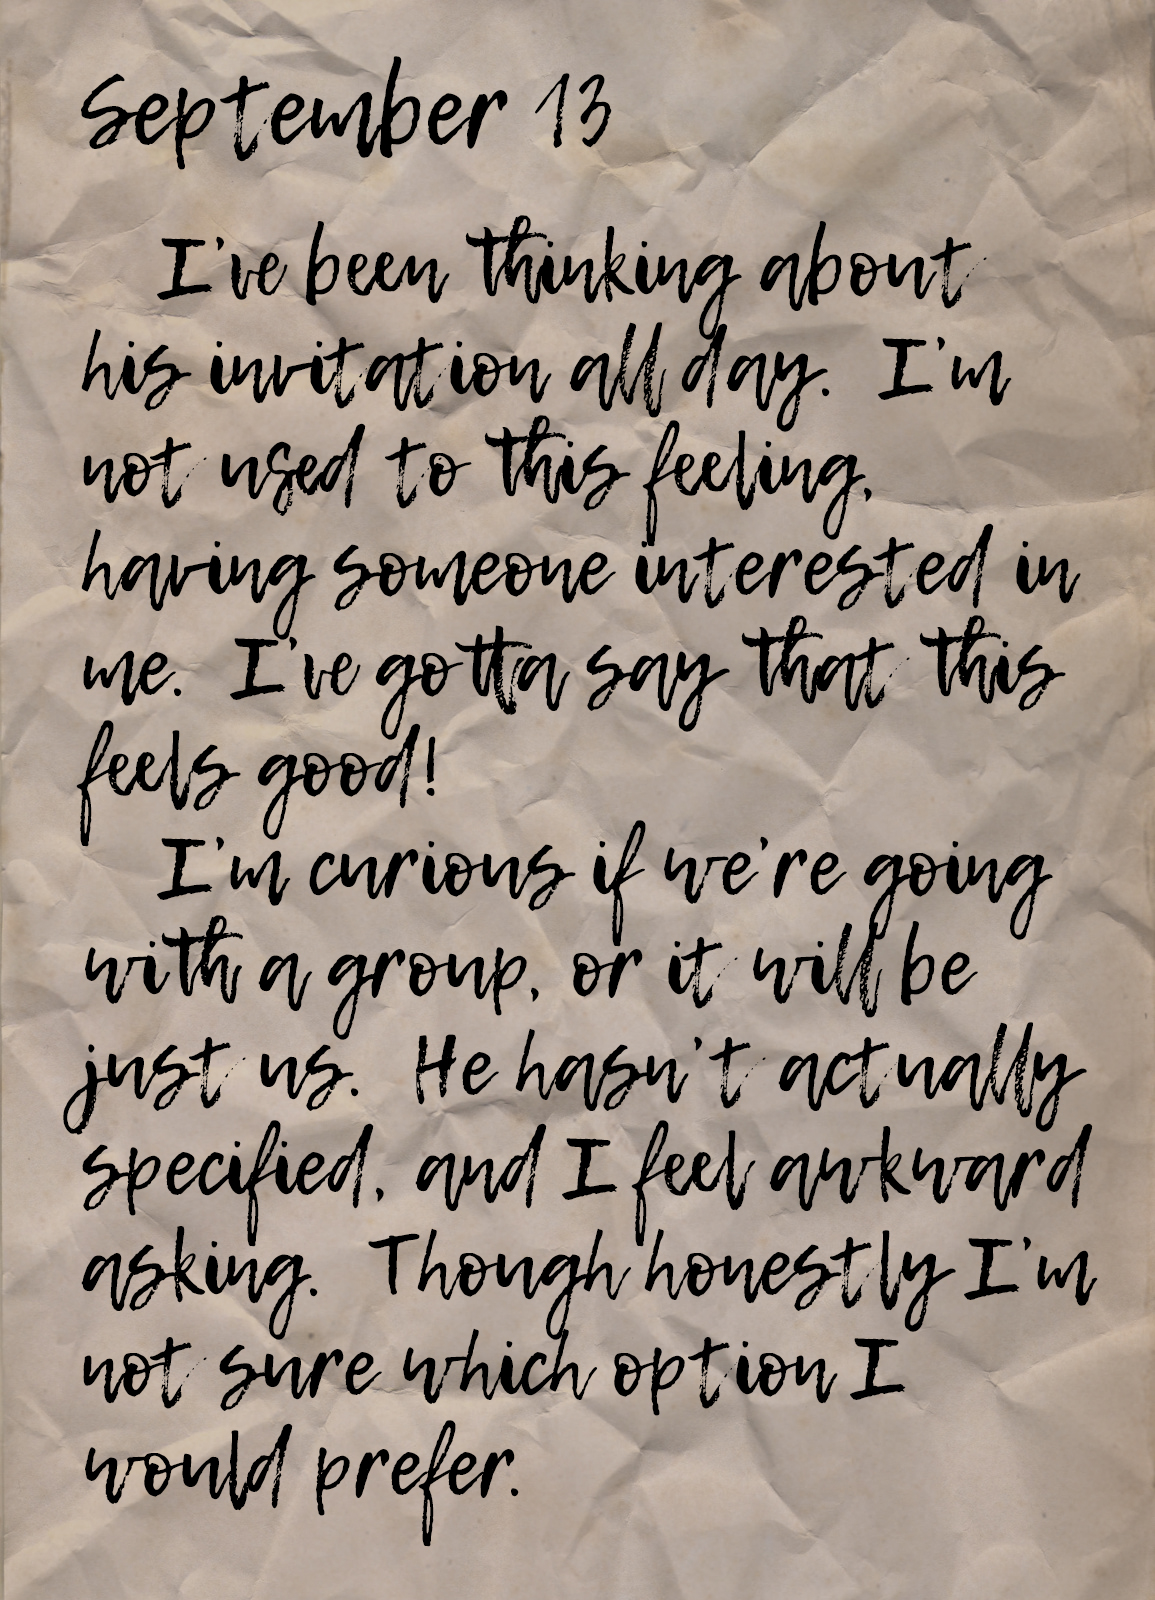 September 13
I've been thinking about
his invitation all day. I'm
not used to this feeling,
having someone interested in
me. I've gotta say that this
feels good!
I'm curious if we're going
with a group, or it will be
just us. He hasn't actually
specified, and I feel awkward
asking. Though honestly I'm
not sure which option I
would prefer.